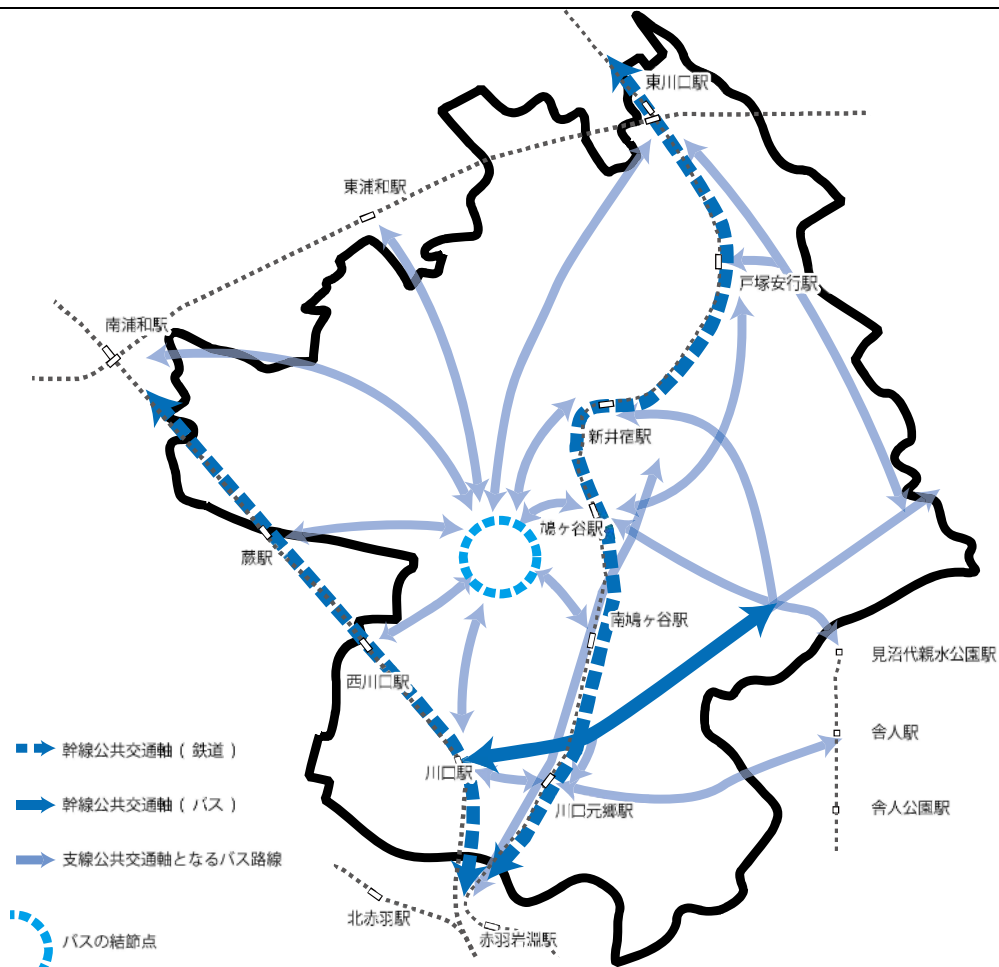 東川口駅
東浦和駅
戸塚安行駅
南浦和駅
新井宿駅
鳩ヶ谷駅
蕨駅
南鳩ヶ谷駅
見沼代親水公園駅
西川口駅
舎人駅
幹線公共交通軸（ 鉄道 ）
川口駅
幹線公共交通軸（ バス ）
川口元郷駅
舎人公園駅
支線公共交通軸となるバス路線
北赤羽駅
赤羽岩淵駅
バスの結節点